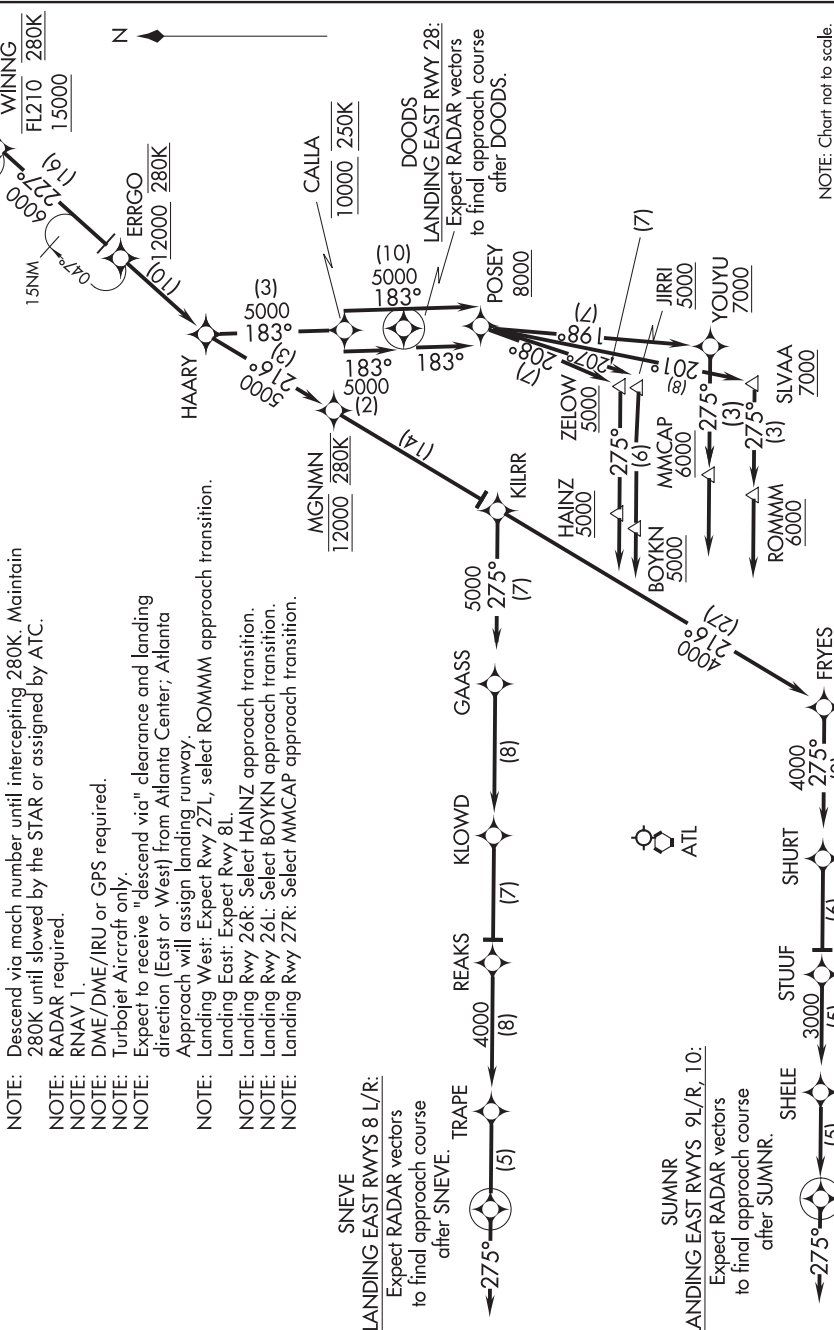 NOTE: Descend via mach number until intercepting 280K. Maintain
280K until slowed by the STAR or assigned by ATC.
NOTE: RADAR required.
NOTE: RNAV 1.
NOTE: DME/DME/IRU or GPS required.
NOTE: Turbojet Aircraft only.
NOTE: Expect to receive "descend via" clearance and landing
direction (East or West) from Atlanta Center; Atlanta
Approach will assign landing runway.
NOTE: Landing West: Expect Rwy 27L, select ROMMM approach transition.
Landing East: Expect Rwy 8L.
NOTE: Landing Rwy 26R: Select HAINZ approach transition.
NOTE: Landing Rwy 26L: Select BOYKN approach transition.
NOTE: Landing Rwy 27R: Select MMCAP approach transition.
WINNG
FL210 280K
15000
N
6000
227°
(16)
15NM
047°
ERRGO
12000 280K
(10)
HAARY
(3)
5000
183°
CALLA
10000 250K
5000
216°
(3)
MGNMN
12000 280K
183°
5000
(2)
183°
(10)
5000
183°
DOODS
LANDING EAST RWY 28:
Expect RADAR vectors
to final approach course
after DOODS.
POSEY
8000
(14)
KILRR
208°
(7)
207°
(7)
198°
(7)
201°
(8)
ZELOW
5000
JIRRI
5000
YOUYU
7000
SLVAA
7000
275°
(6)
HAINZ
5000
BOYKN
5000
275°
(3)
MMCAP
6000
275°
(3)
ROMMM
6000
5000
275°
(7)
GAASS
(8)
KLOWD
(7)
REAKS
4000
(8)
TRAPE
(5)
275°
SNEVE
LANDING EAST RWYS 8 L/R:
Expect RADAR vectors
to final approach course
after SNEVE.
4000
216°
(27)
FRYES
4000
275°
SHURT
STUUF
3000
(5)
SHELE
(5)
275°
ATL
SUMNR
ANDING EAST RWYS 9L/R, 10:
Expect RADAR vectors
to final approach course
after SUMNR.
NOTE: Chart not to scale.